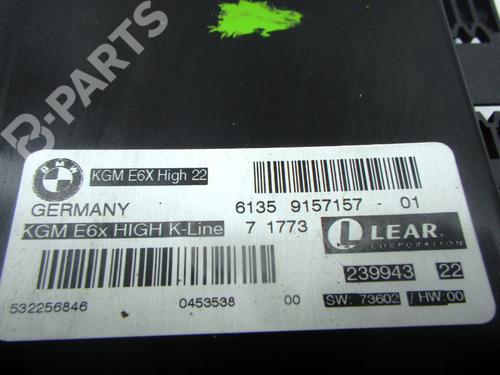 B-PARTS
BMW
KGM E6X High 22
GERMANY
6135 9157157 - 01
KGM E6x HIGH K-Line
7 1773
L LEAR.
CORPORATION
239943 22
532256846
0453538 00
SW: 73602 / HW:00